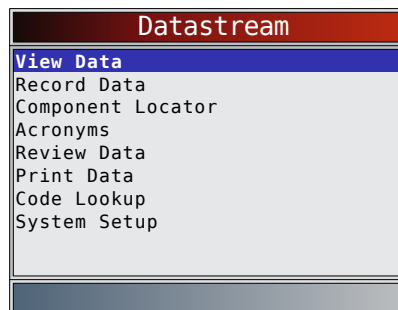 Datastream
View Data
Record Data
Component Locator
Acronyms
Review Data
Print Data
Code Lookup
System Setup